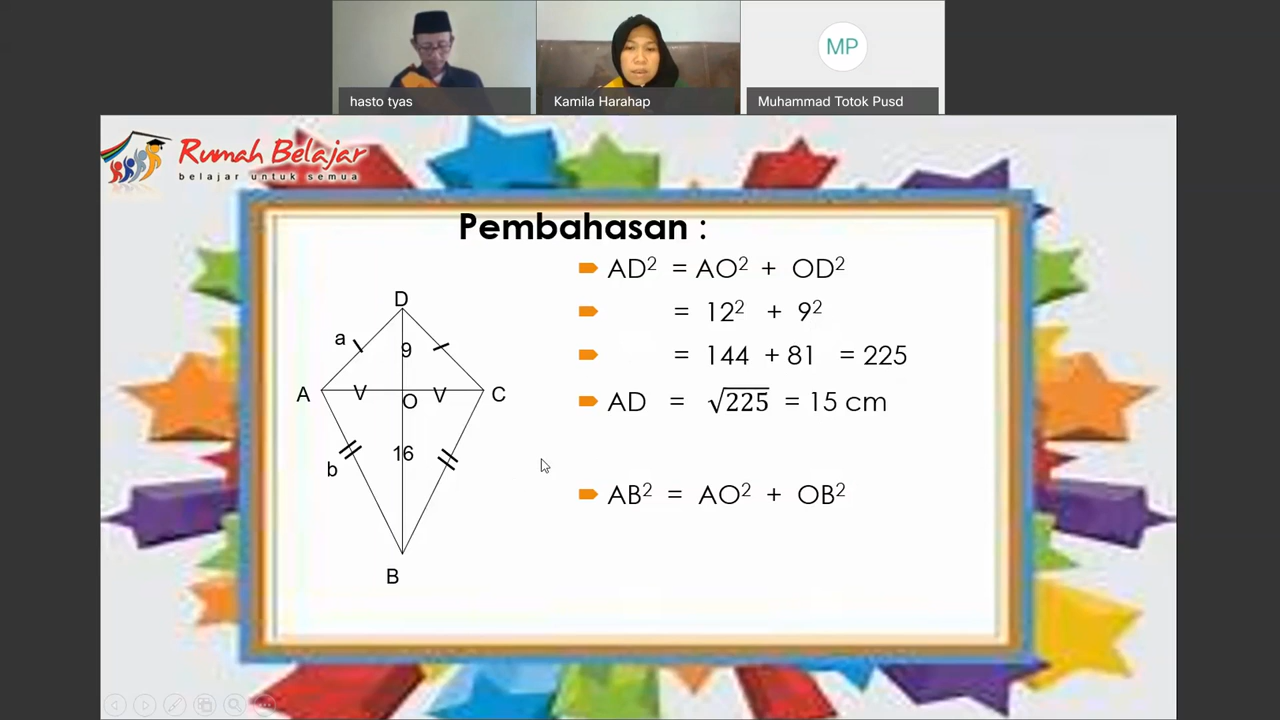 hasto tyas
Kamila Harahap
MP
Muhammad Totok Pusd
Rumah Belajar
belajar untuk semua
Pembahasan :
AD² = AO² + OD²
= 12² + 9²
= 144 + 81 = 225
AD = √225 = 15 cm
AB² = AO² + OB²
D
a
9
A
V
V
C
O
16
b
B